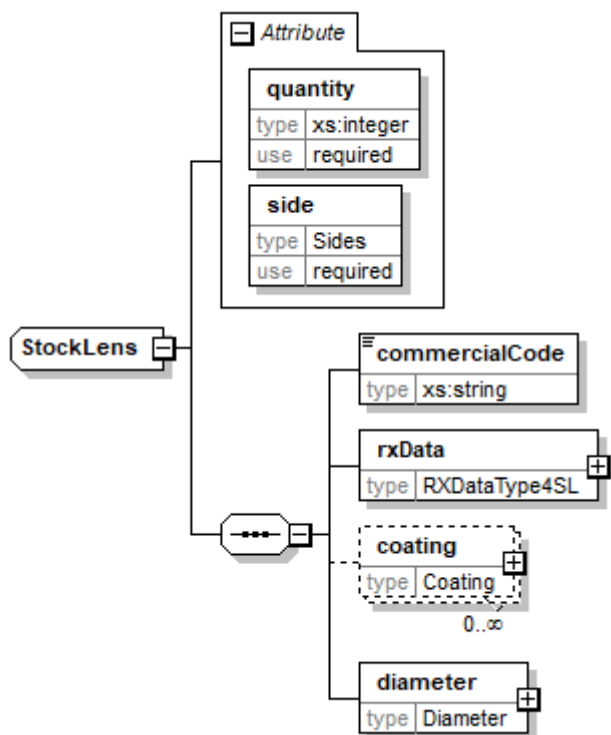 Attribute
quantity
type xs:integer
use required
side
type Sides
use required
StockLens
commercialCode
type xs:string
rxData
type RXDataType4SL
coating
type Coating
0..∞
diameter
type Diameter